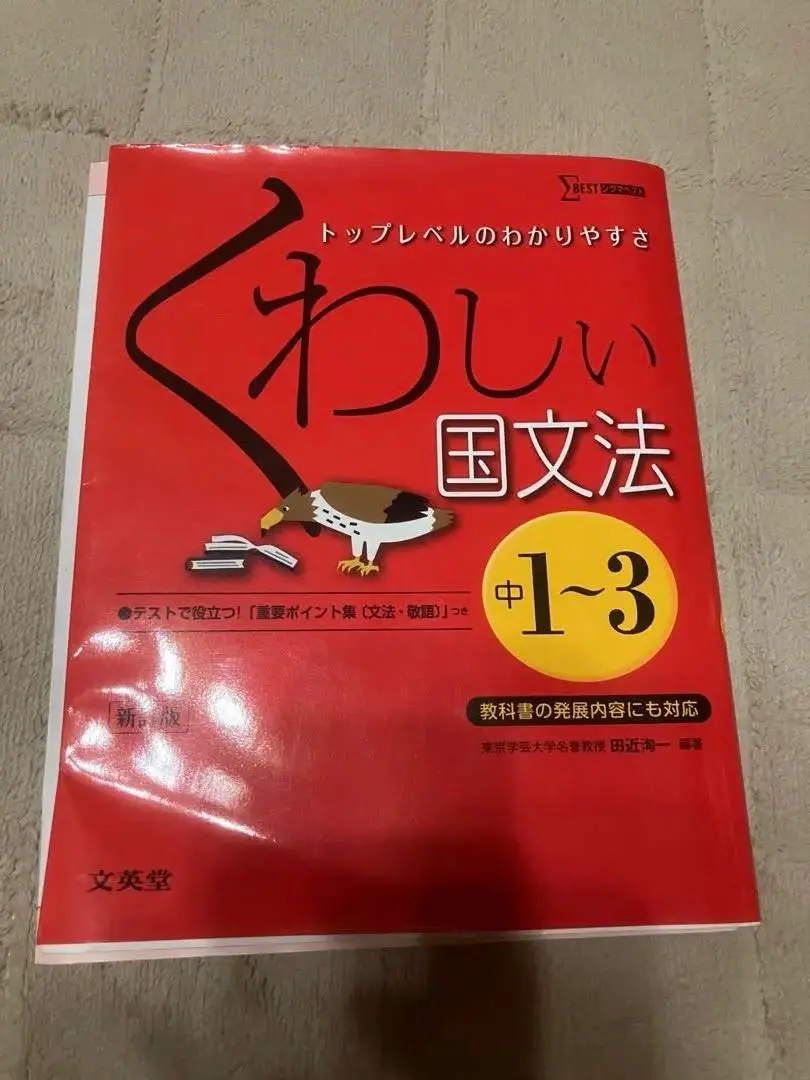 ΣBEST シグマベスト
トップレベルのわかりやすさ
くわしい
国文法
中1~3
●テストで役立つ!「重要ポイント集〔文法・敬語〕」つき
新訂版
教科書の発展内容にも対応
東京学芸大学名誉教授 田近洵一 編著
文英堂